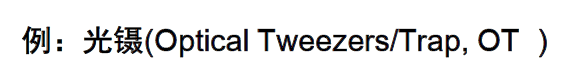 例：光镊(Optical Tweezers/Trap, OT )